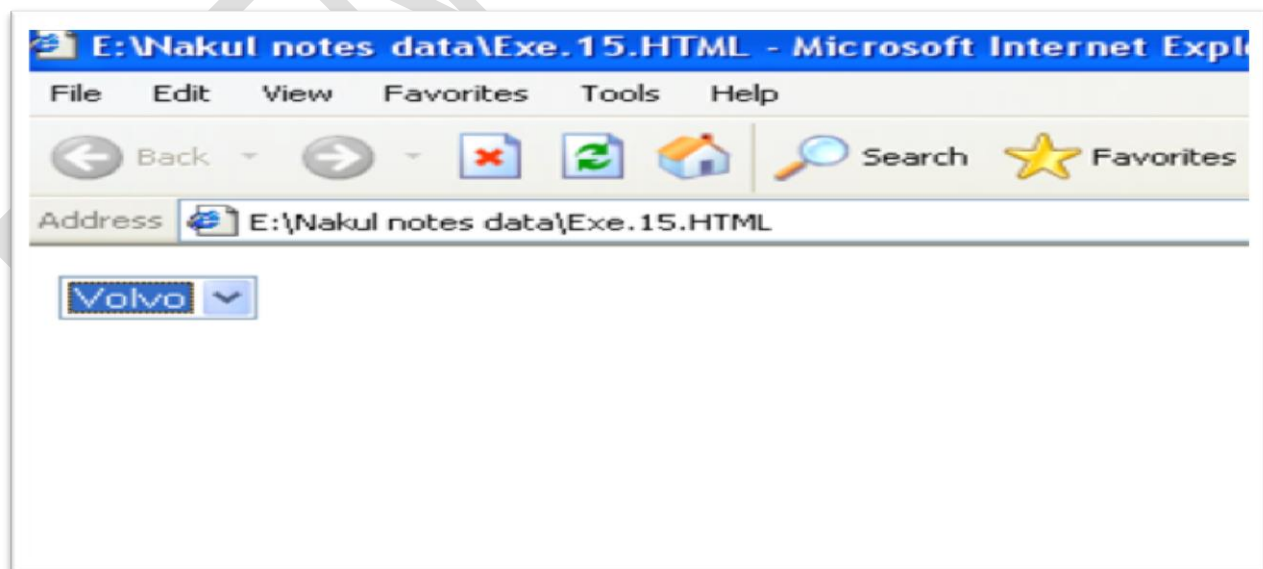 E:\Nakul notes data\Exe.15.HTML - Microsoft Internet Expl
File Edit View Favorites Tools Help
Back Search Favorites
Address E:\Nakul notes data\Exe.15.HTML
Volvo